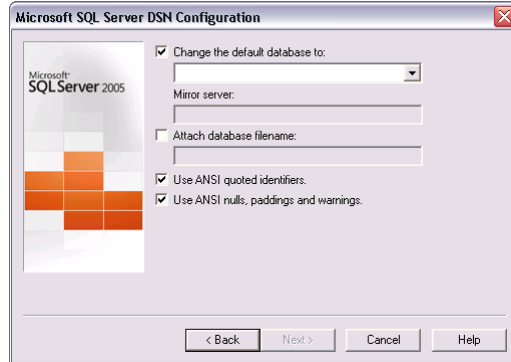 Microsoft SQL Server DSN Configuration
Microsoft
SQL Server 2005
Change the default database to:
Mirror server:
Attach database filename:
Use ANSI quoted identifiers.
Use ANSI nulls, paddings and warnings.
< Back
Next >
Cancel
Help